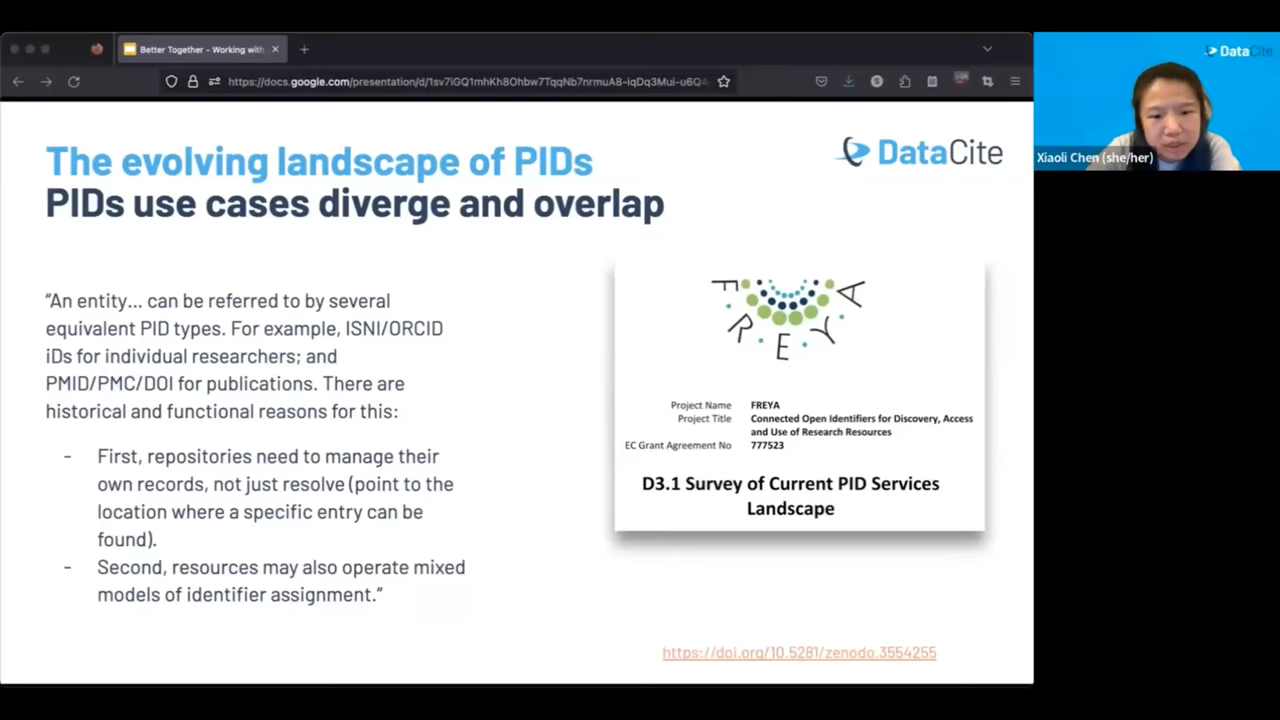 Better Together - Working with
https://docs.google.com/presentation/d/1sv7iGQ1mhKh8Ohbw7TqqNb7nrmuA8-iqDq3Mui-u6Q4
DataCite
Xiaoli Chen (she/her)
The evolving landscape of PIDs
PIDs use cases diverge and overlap
DataCite
“An entity... can be referred to by several
equivalent PID types. For example, ISNI/ORCID
iDs for individual researchers; and
PMID/PMC/DOI for publications. There are
historical and functional reasons for this:
- First, repositories need to manage their
own records, not just resolve (point to the
location where a specific entry can be
found).
- Second, resources may also operate mixed
models of identifier assignment.”
FREYA
Project Name FREYA
Project Title Connected Open Identifiers for Discovery, Access
and Use of Research Resources
EC Grant Agreement No 777523
D3.1 Survey of Current PID Services
Landscape
https://doi.org/10.5281/zenodo.3554255